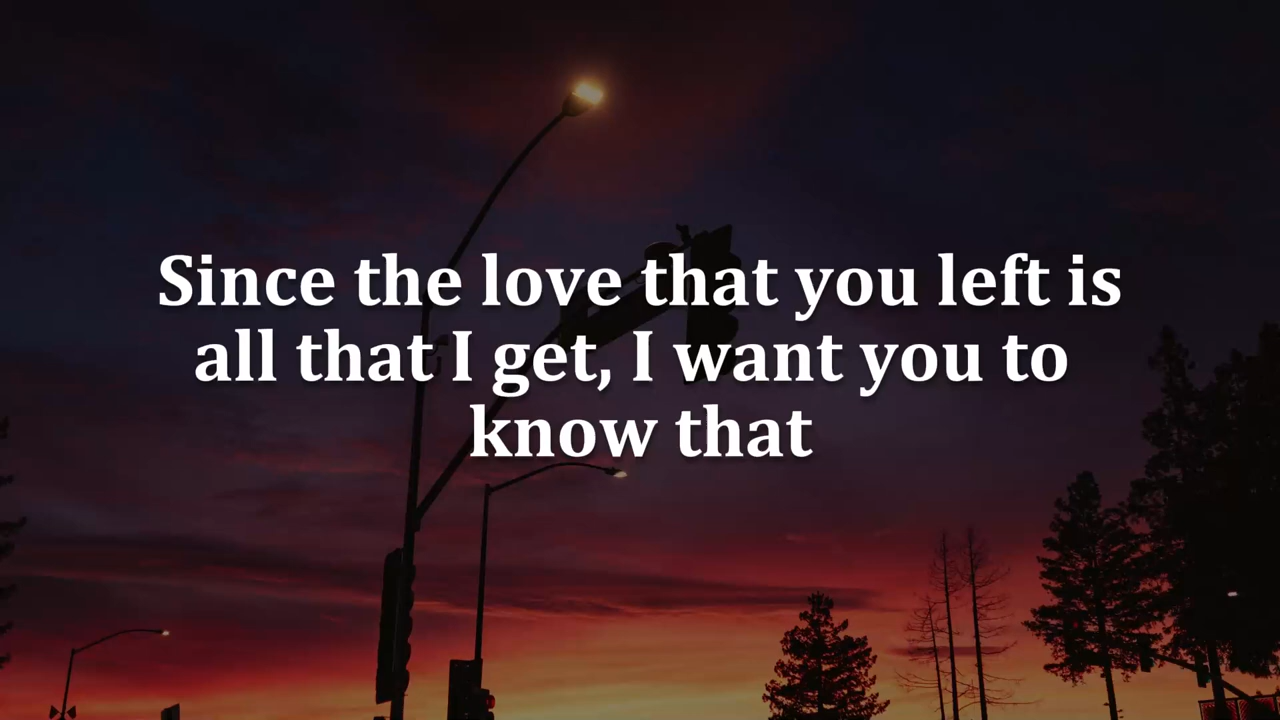 Since the love that you left is
all that I get, I want you to
know that